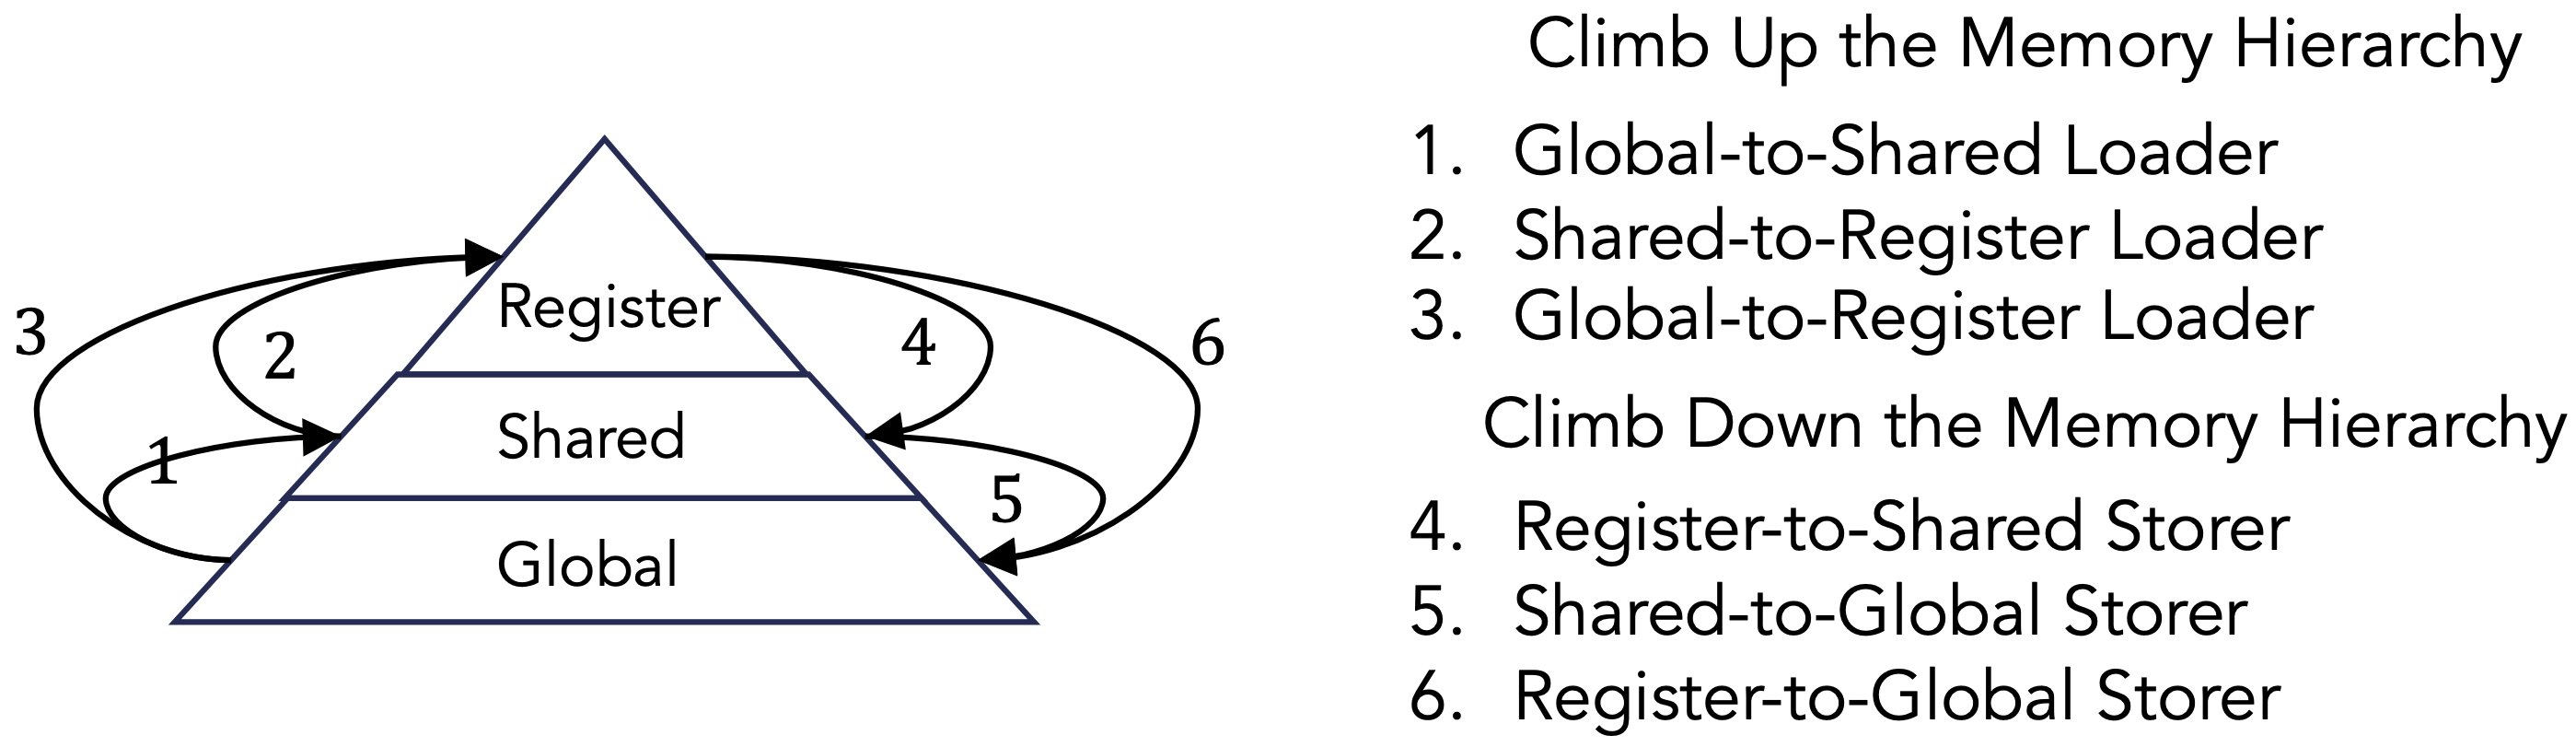 3
2
1
Register
Shared
Global
4
5
6
Climb Up the Memory Hierarchy
1. Global-to-Shared Loader
2. Shared-to-Register Loader
3. Global-to-Register Loader
Climb Down the Memory Hierarchy
4. Register-to-Shared Storer
5. Shared-to-Global Storer
6. Register-to-Global Storer